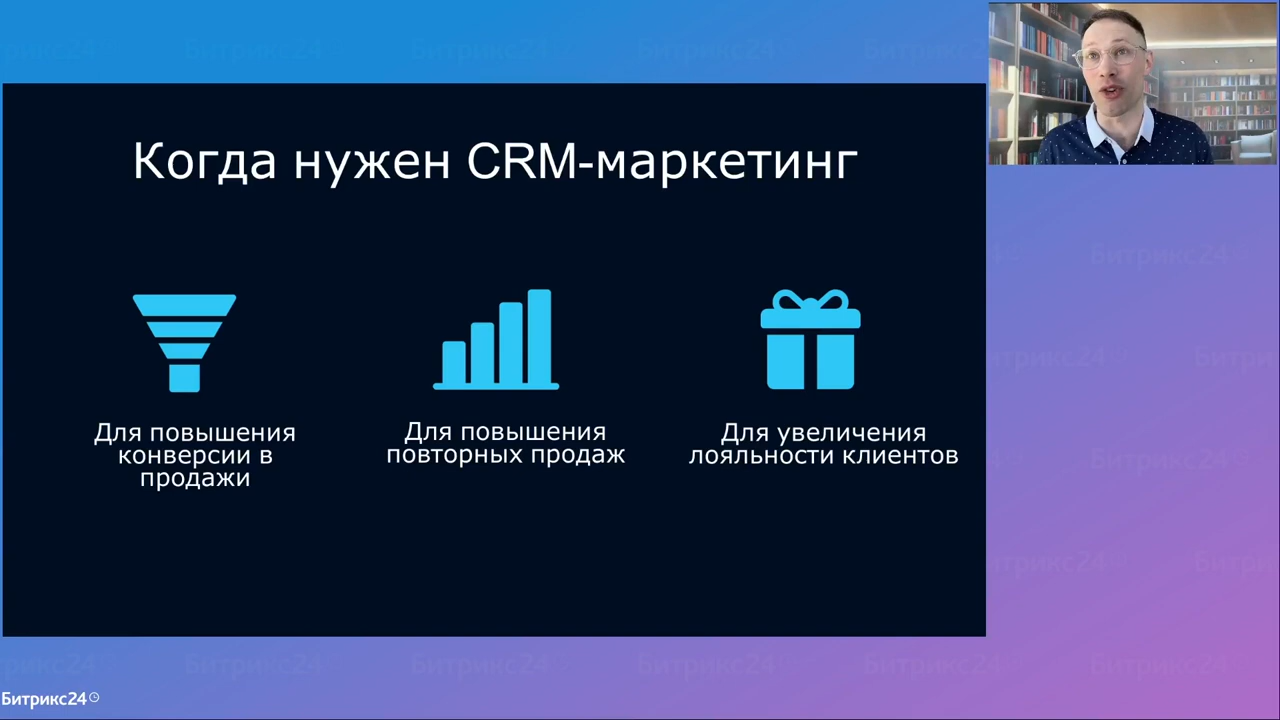 Когда нужен CRM-маркетинг
Для повышения
конверсии в
продажи
Для повышения
повторных продаж
Для увеличения
лояльности клиентов
Битрикс24